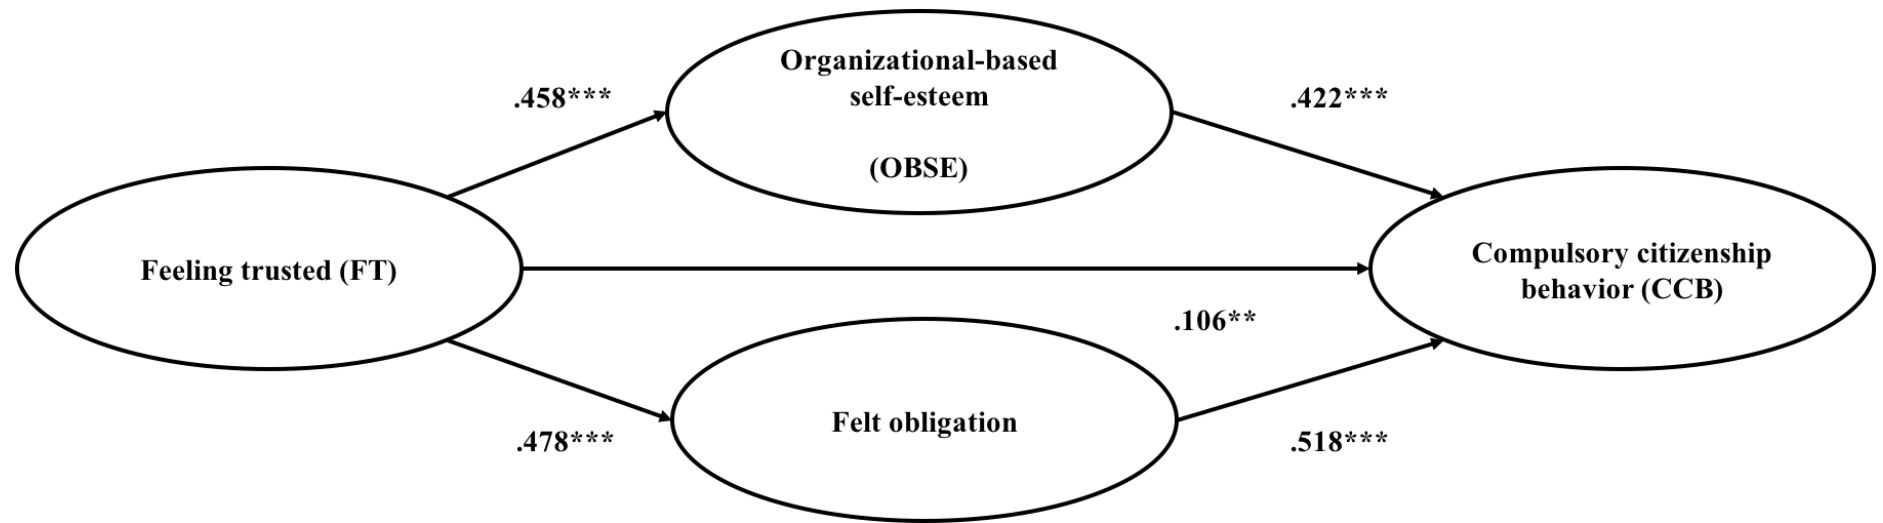 Organizational-based
self-esteem
(OBSE)
.458***
.422***
Feeling trusted (FT)
Compulsory citizenship
behavior (CCB)
.106**
Felt obligation
.478***
.518***